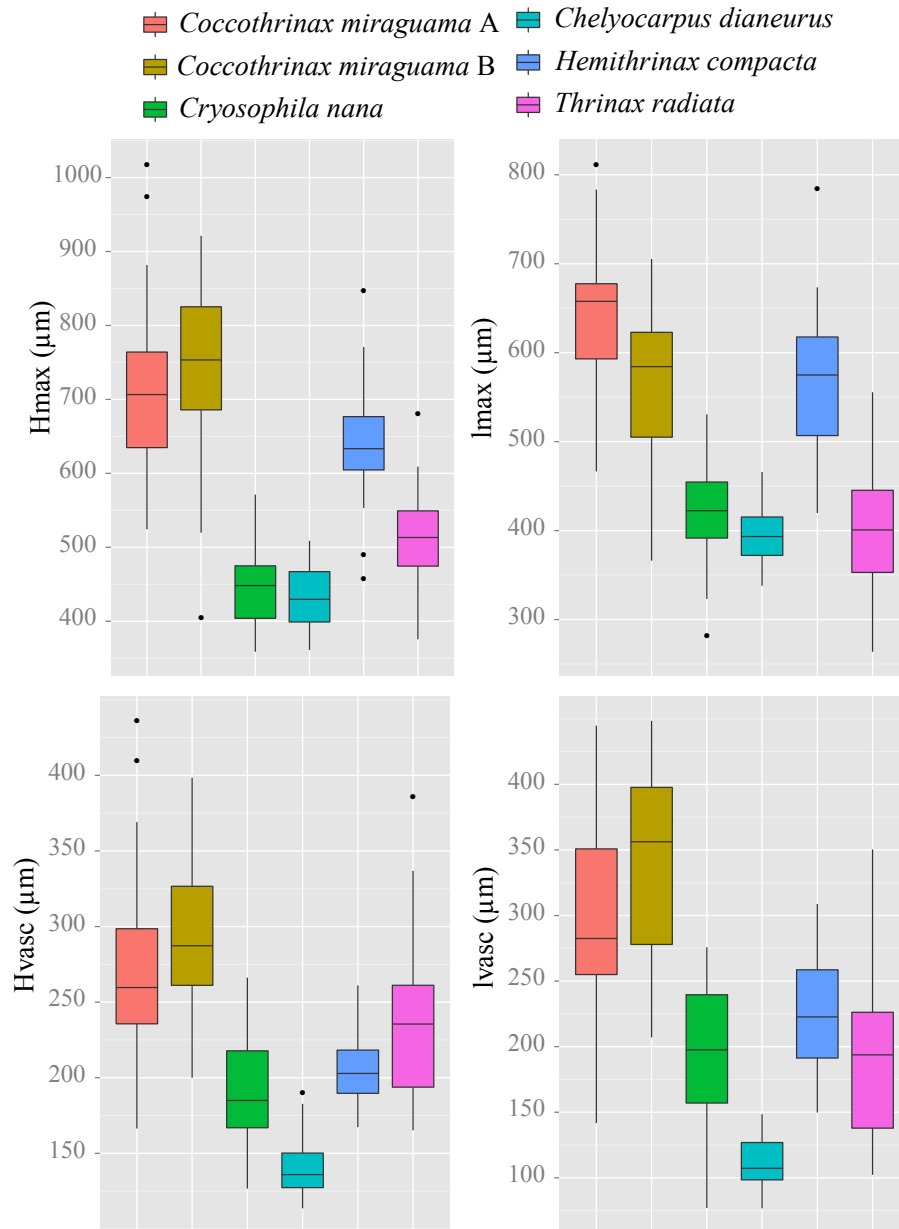 Coccothrinax miraguama A
Chelyocarpus dianeurus
Coccothrinax miraguama B
Hemithrinax compacta
Cryosophila nana
Thrinax radiata
Hmax (µm)
1000
900
800
700
600
500
400
lmax (µm)
800
700
600
500
400
300
Hvasc (µm)
400
350
300
250
200
150
lvasc (µm)
400
350
300
250
200
150
100